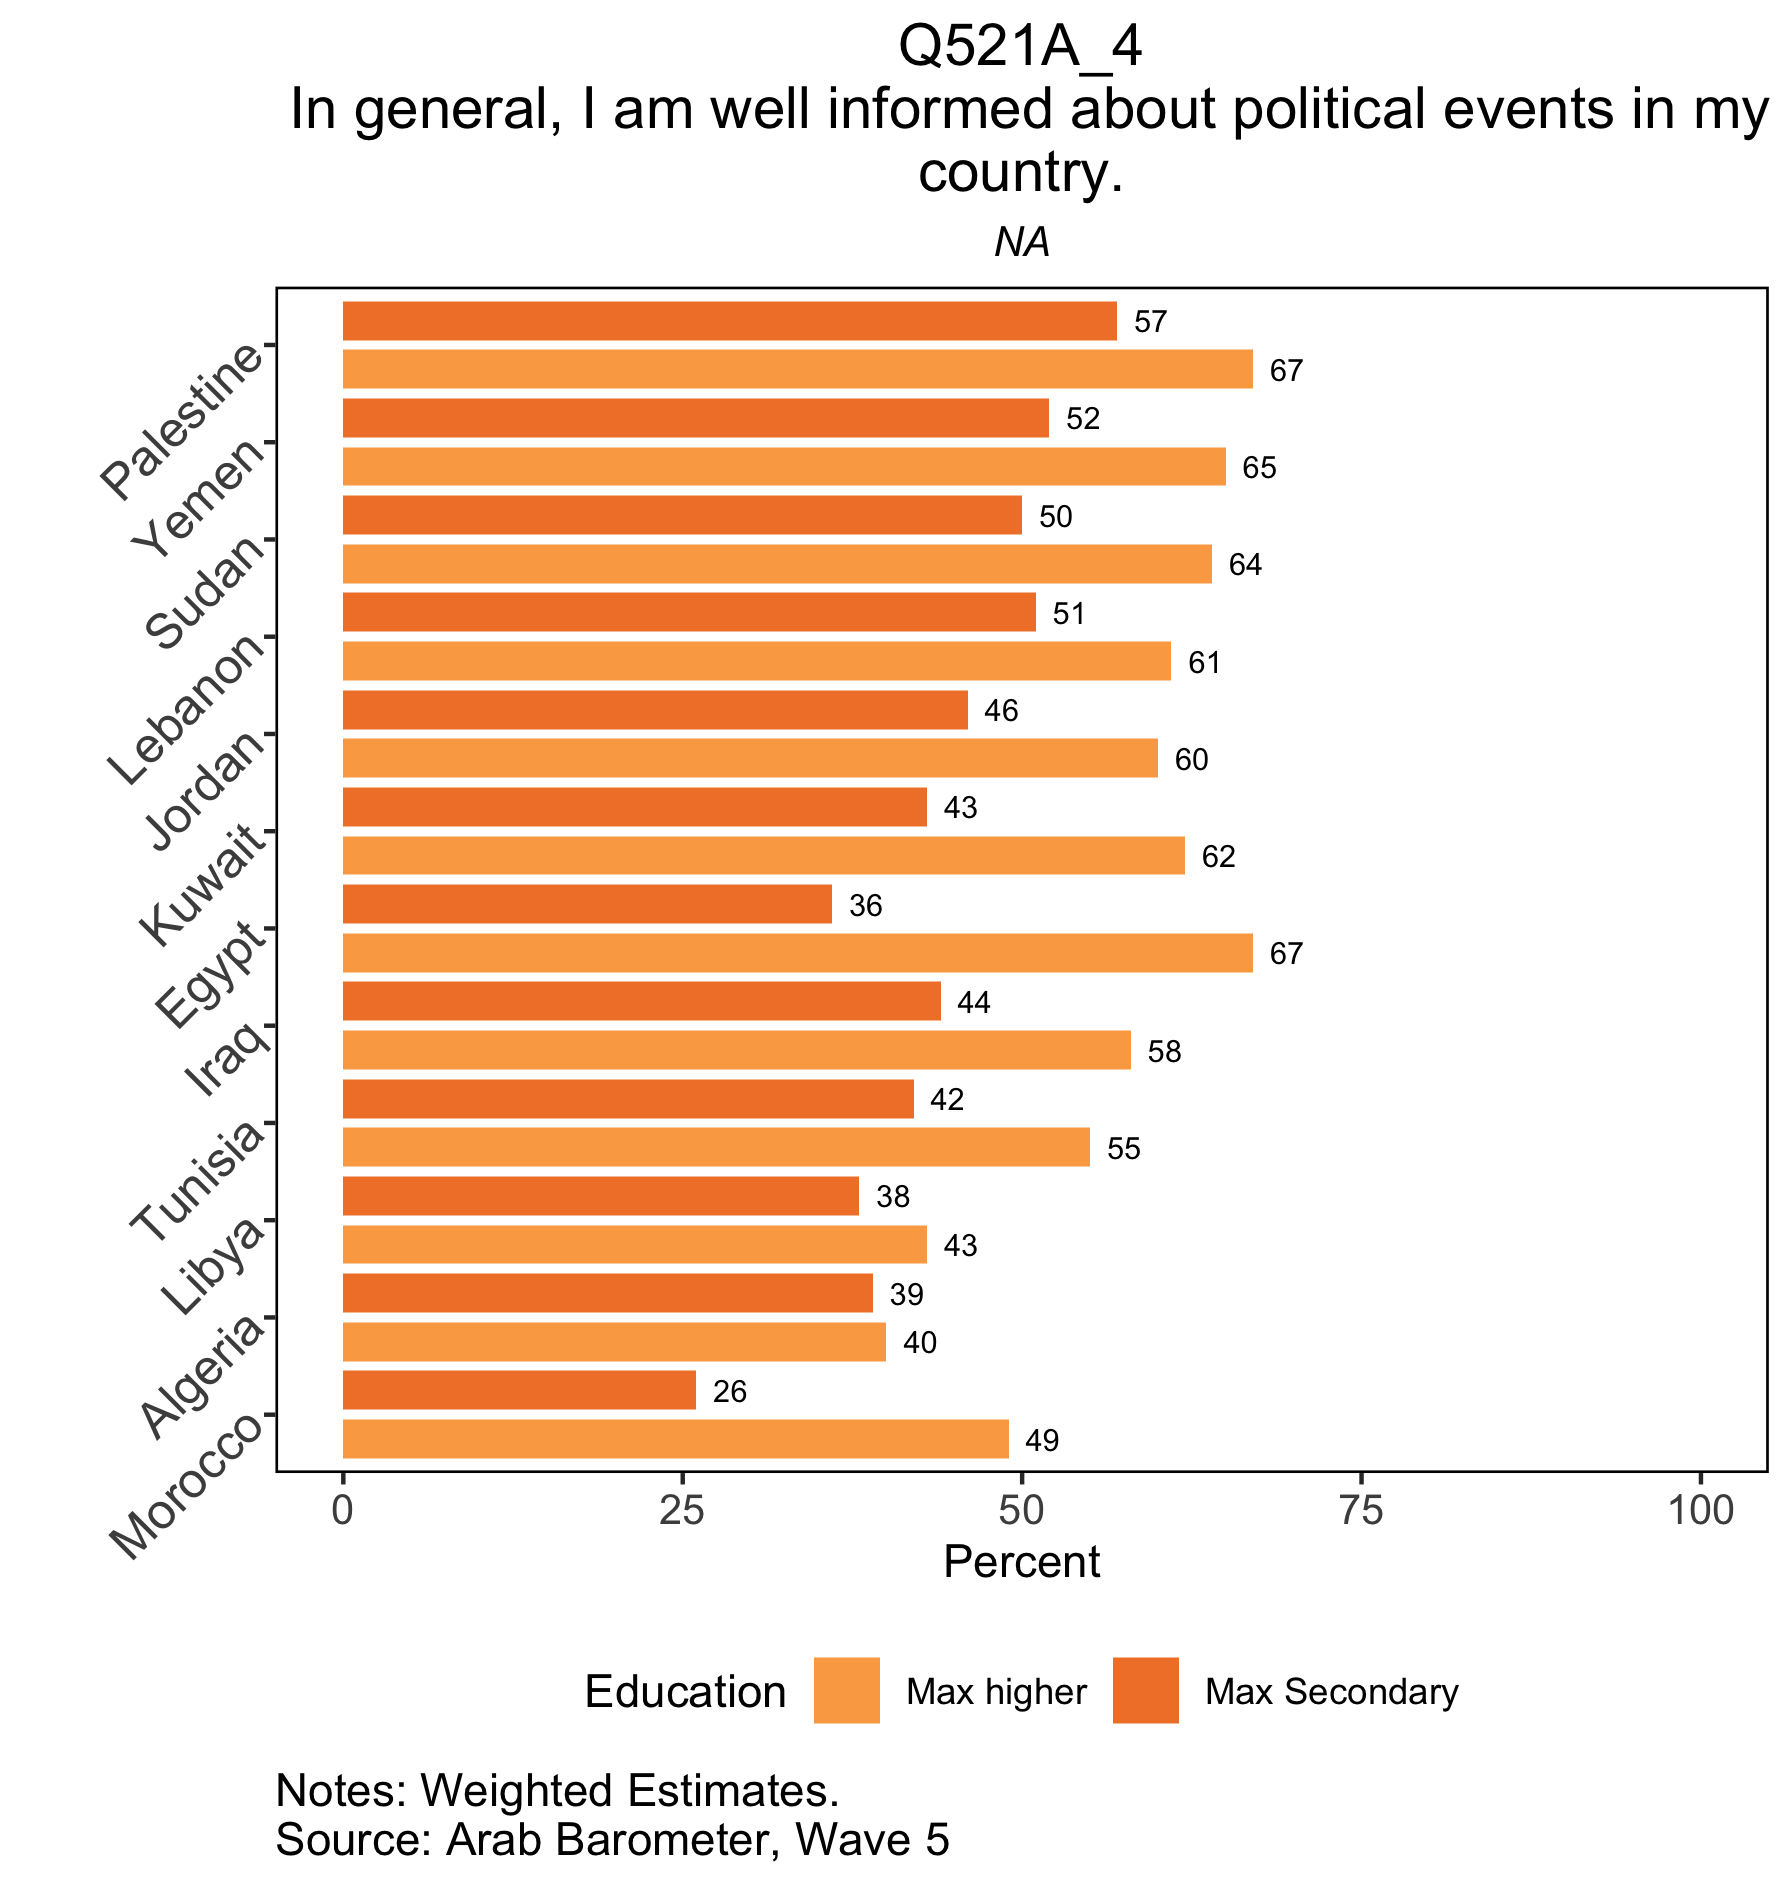 Q521A_4
In general, I am well informed about political events in my
country.
NA
57
Palestine
67
52
Yemen
65
50
Sudan
64
51
Lebanon
61
46
Jordan
60
43
Kuwait
62
36
Egypt
67
44
Iraq
58
42
Tunisia
55
38
Libya
43
39
Algeria
40
26
Morocco
49
0 25 50 75 100
Percent
Education Max higher Max Secondary
Notes: Weighted Estimates.
Source: Arab Barometer, Wave 5